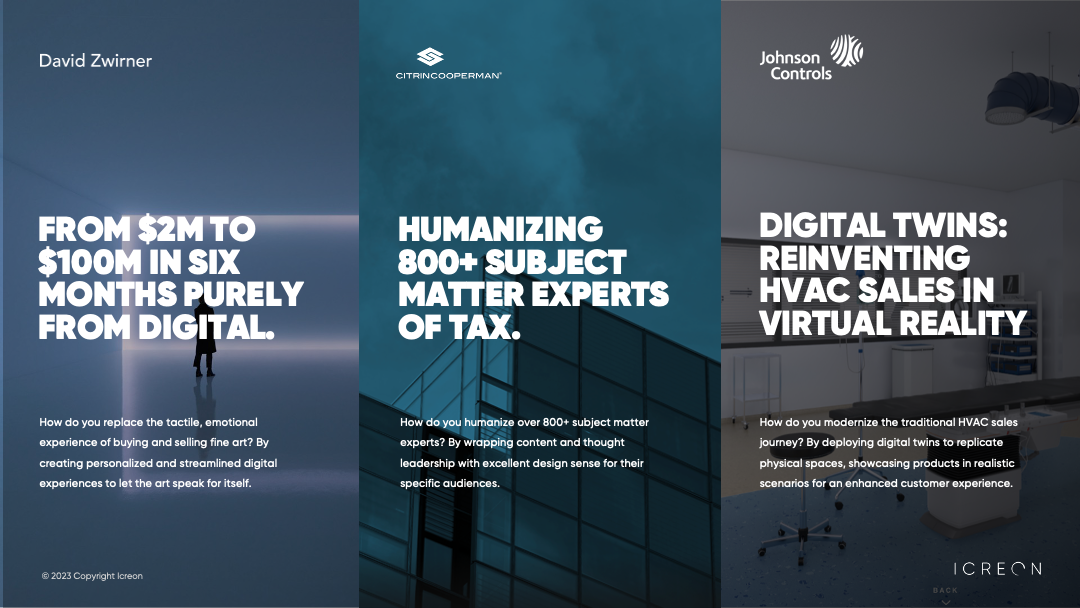 David Zwirner
FROM $2M TO
$100M IN SIX
MONTHS PURELY
FROM DIGITAL.
How do you replace the tactile, emotional
experience of buying and selling fine art? By
creating personalized and streamlined digital
experiences to let the art speak for itself.
© 2023 Copyright Icreon
CITRINCOOPERMAN®
HUMANIZING
800+ SUBJECT
MATTER EXPERTS
OF TAX.
How do you humanize over 800+ subject matter
experts? By wrapping content and thought
leadership with excellent design sense for their
specific audiences.
Johnson
Controls
DIGITAL TWINS:
REINVENTING
HVAC SALES IN
VIRTUAL REALITY
How do you modernize the traditional HVAC sales
journey? By deploying digital twins to replicate
physical spaces, showcasing products in realistic
scenarios for an enhanced customer experience.
ICREON
BACK